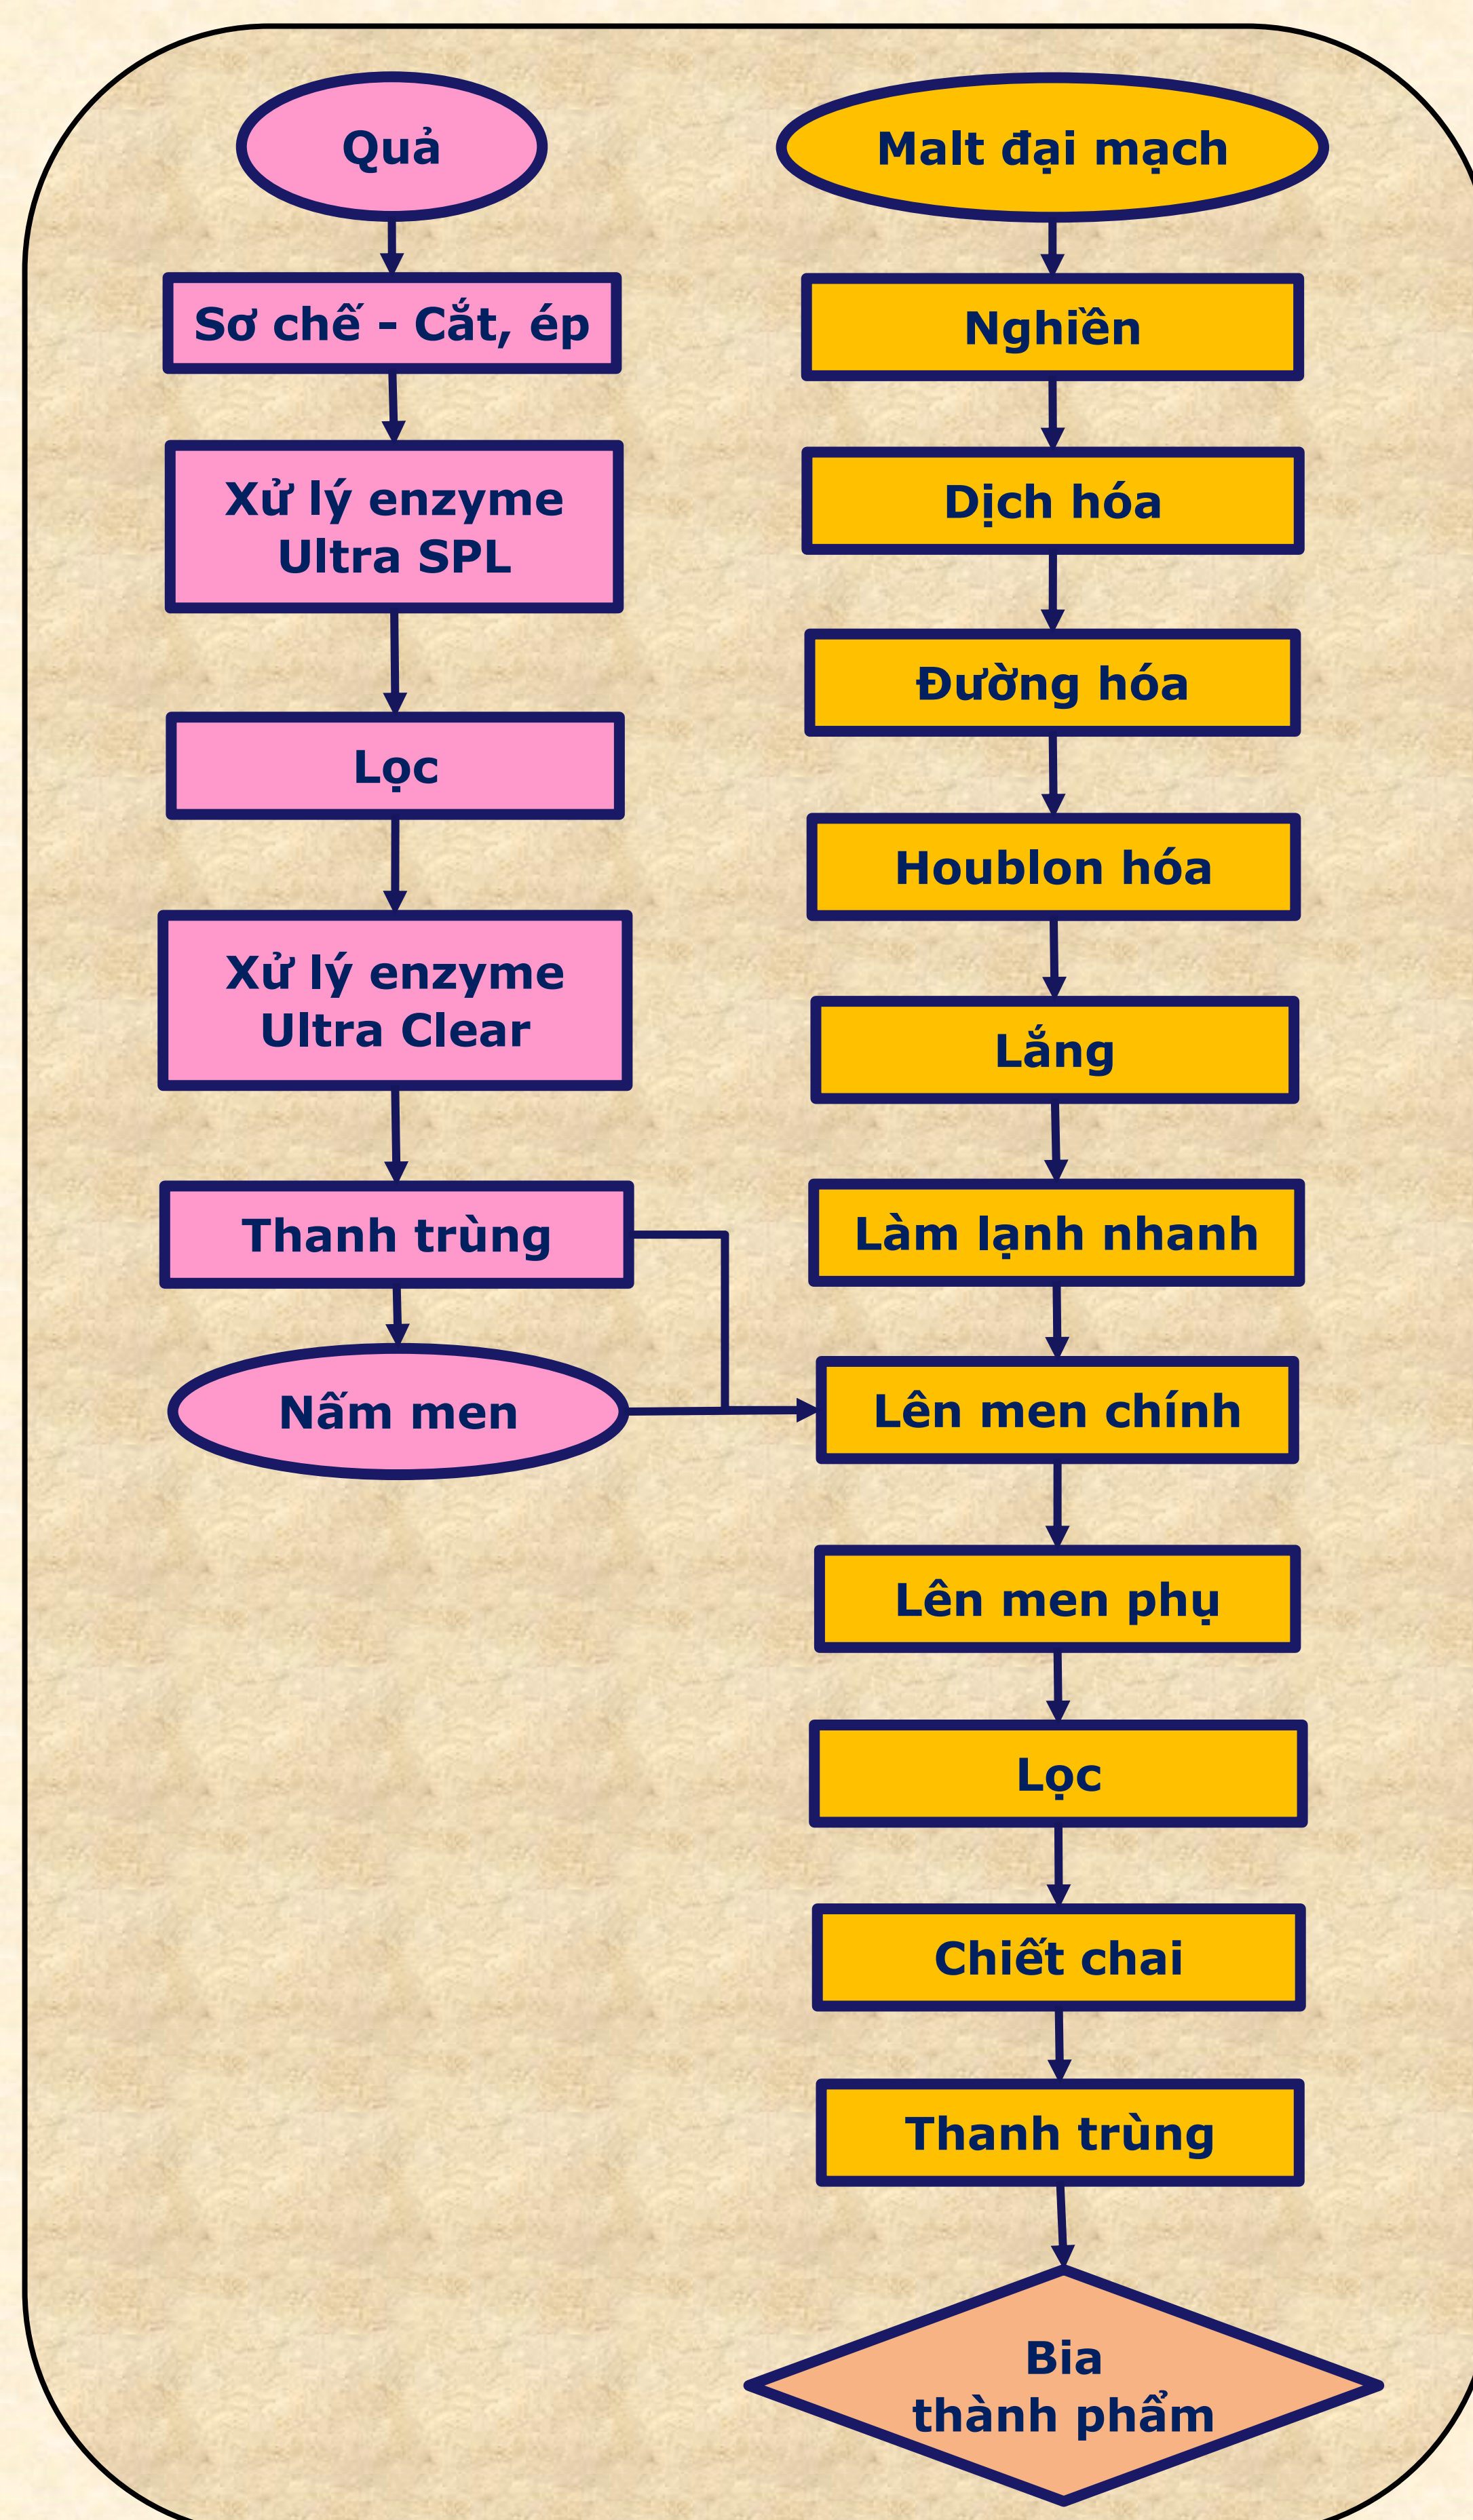 Quả
Sơ chế - Cắt, ép
Xử lý enzyme
Ultra SPL
Lọc
Xử lý enzyme
Ultra Clear
Thanh trùng
Nấm men
Malt đại mạch
Nghiền
Dịch hóa
Đường hóa
Houblon hóa
Lắng
Làm lạnh nhanh
Lên men chính
Lên men phụ
Lọc
Chiết chai
Thanh trùng
Bia
thành phẩm